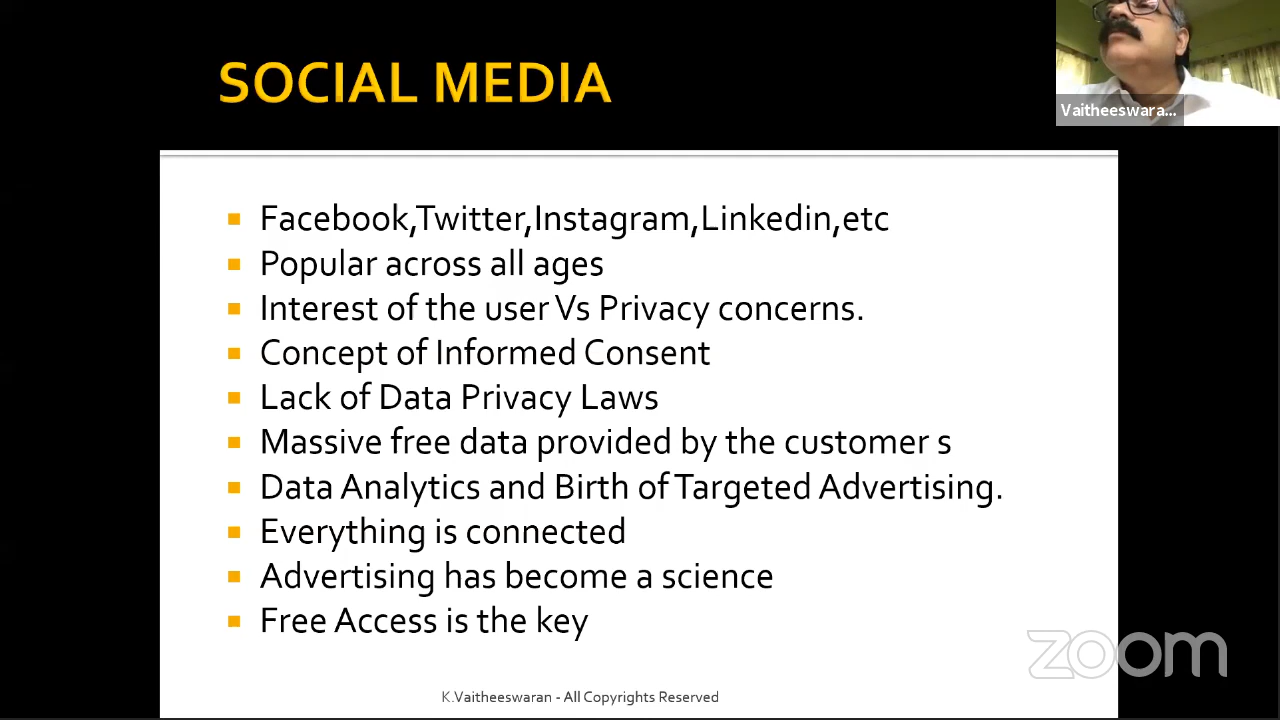 SOCIAL MEDIA
Vaitheeswara...
Facebook,Twitter,Instagram,Linkedin,etc
Popular across all ages
Interest of the user Vs Privacy concerns.
Concept of Informed Consent
Lack of Data Privacy Laws
Massive free data provided by the customer s
Data Analytics and Birth of Targeted Advertising.
Everything is connected
Advertising has become a science
Free Access is the key
zoom
K.Vaitheeswaran - All Copyrights Reserved